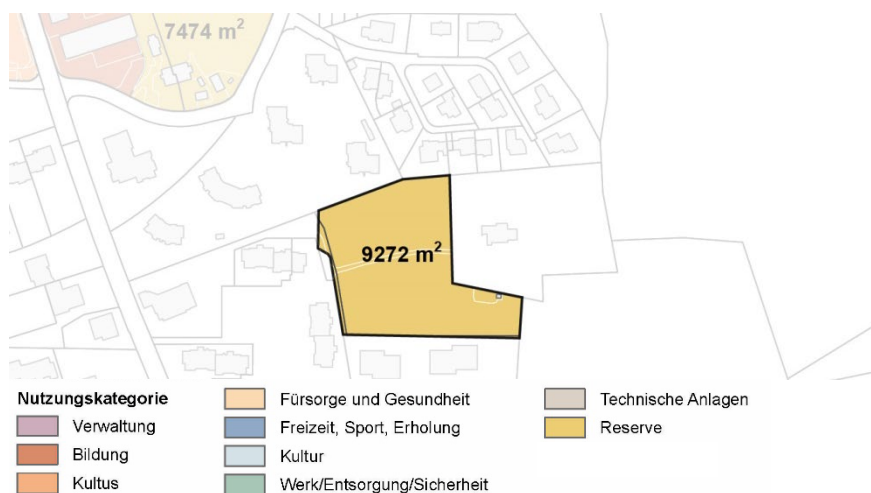 7474 m²
9272 m²
Nutzungskategorie
Verwaltung
Bildung
Kultus
Fürsorge und Gesundheit
Freizeit, Sport, Erholung
Kultur
Werk/Entsorgung/Sicherheit
Technische Anlagen
Reserve